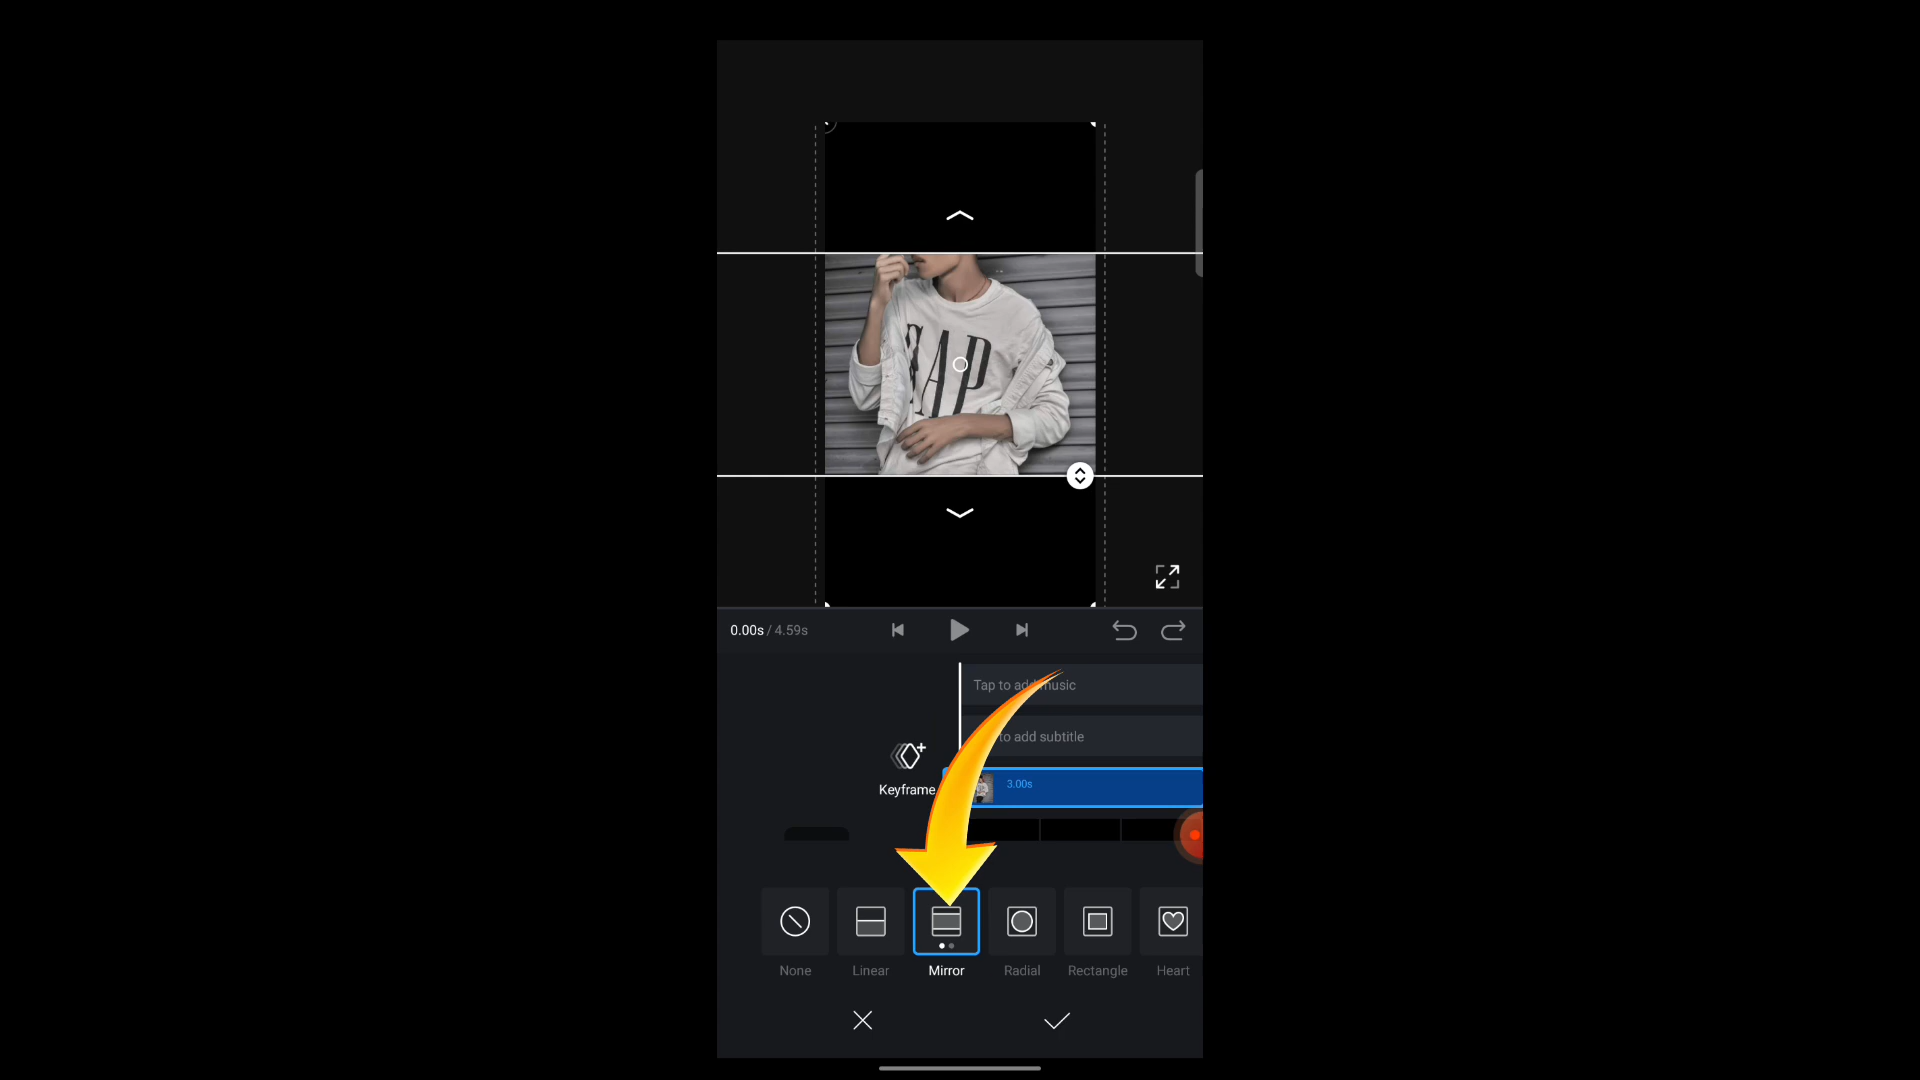 GAP
0.00s / 4.59s
Tap to add music
to add subtitle
Keyframe
3.00s
None
Linear
Mirror
Radial
Rectangle
Heart